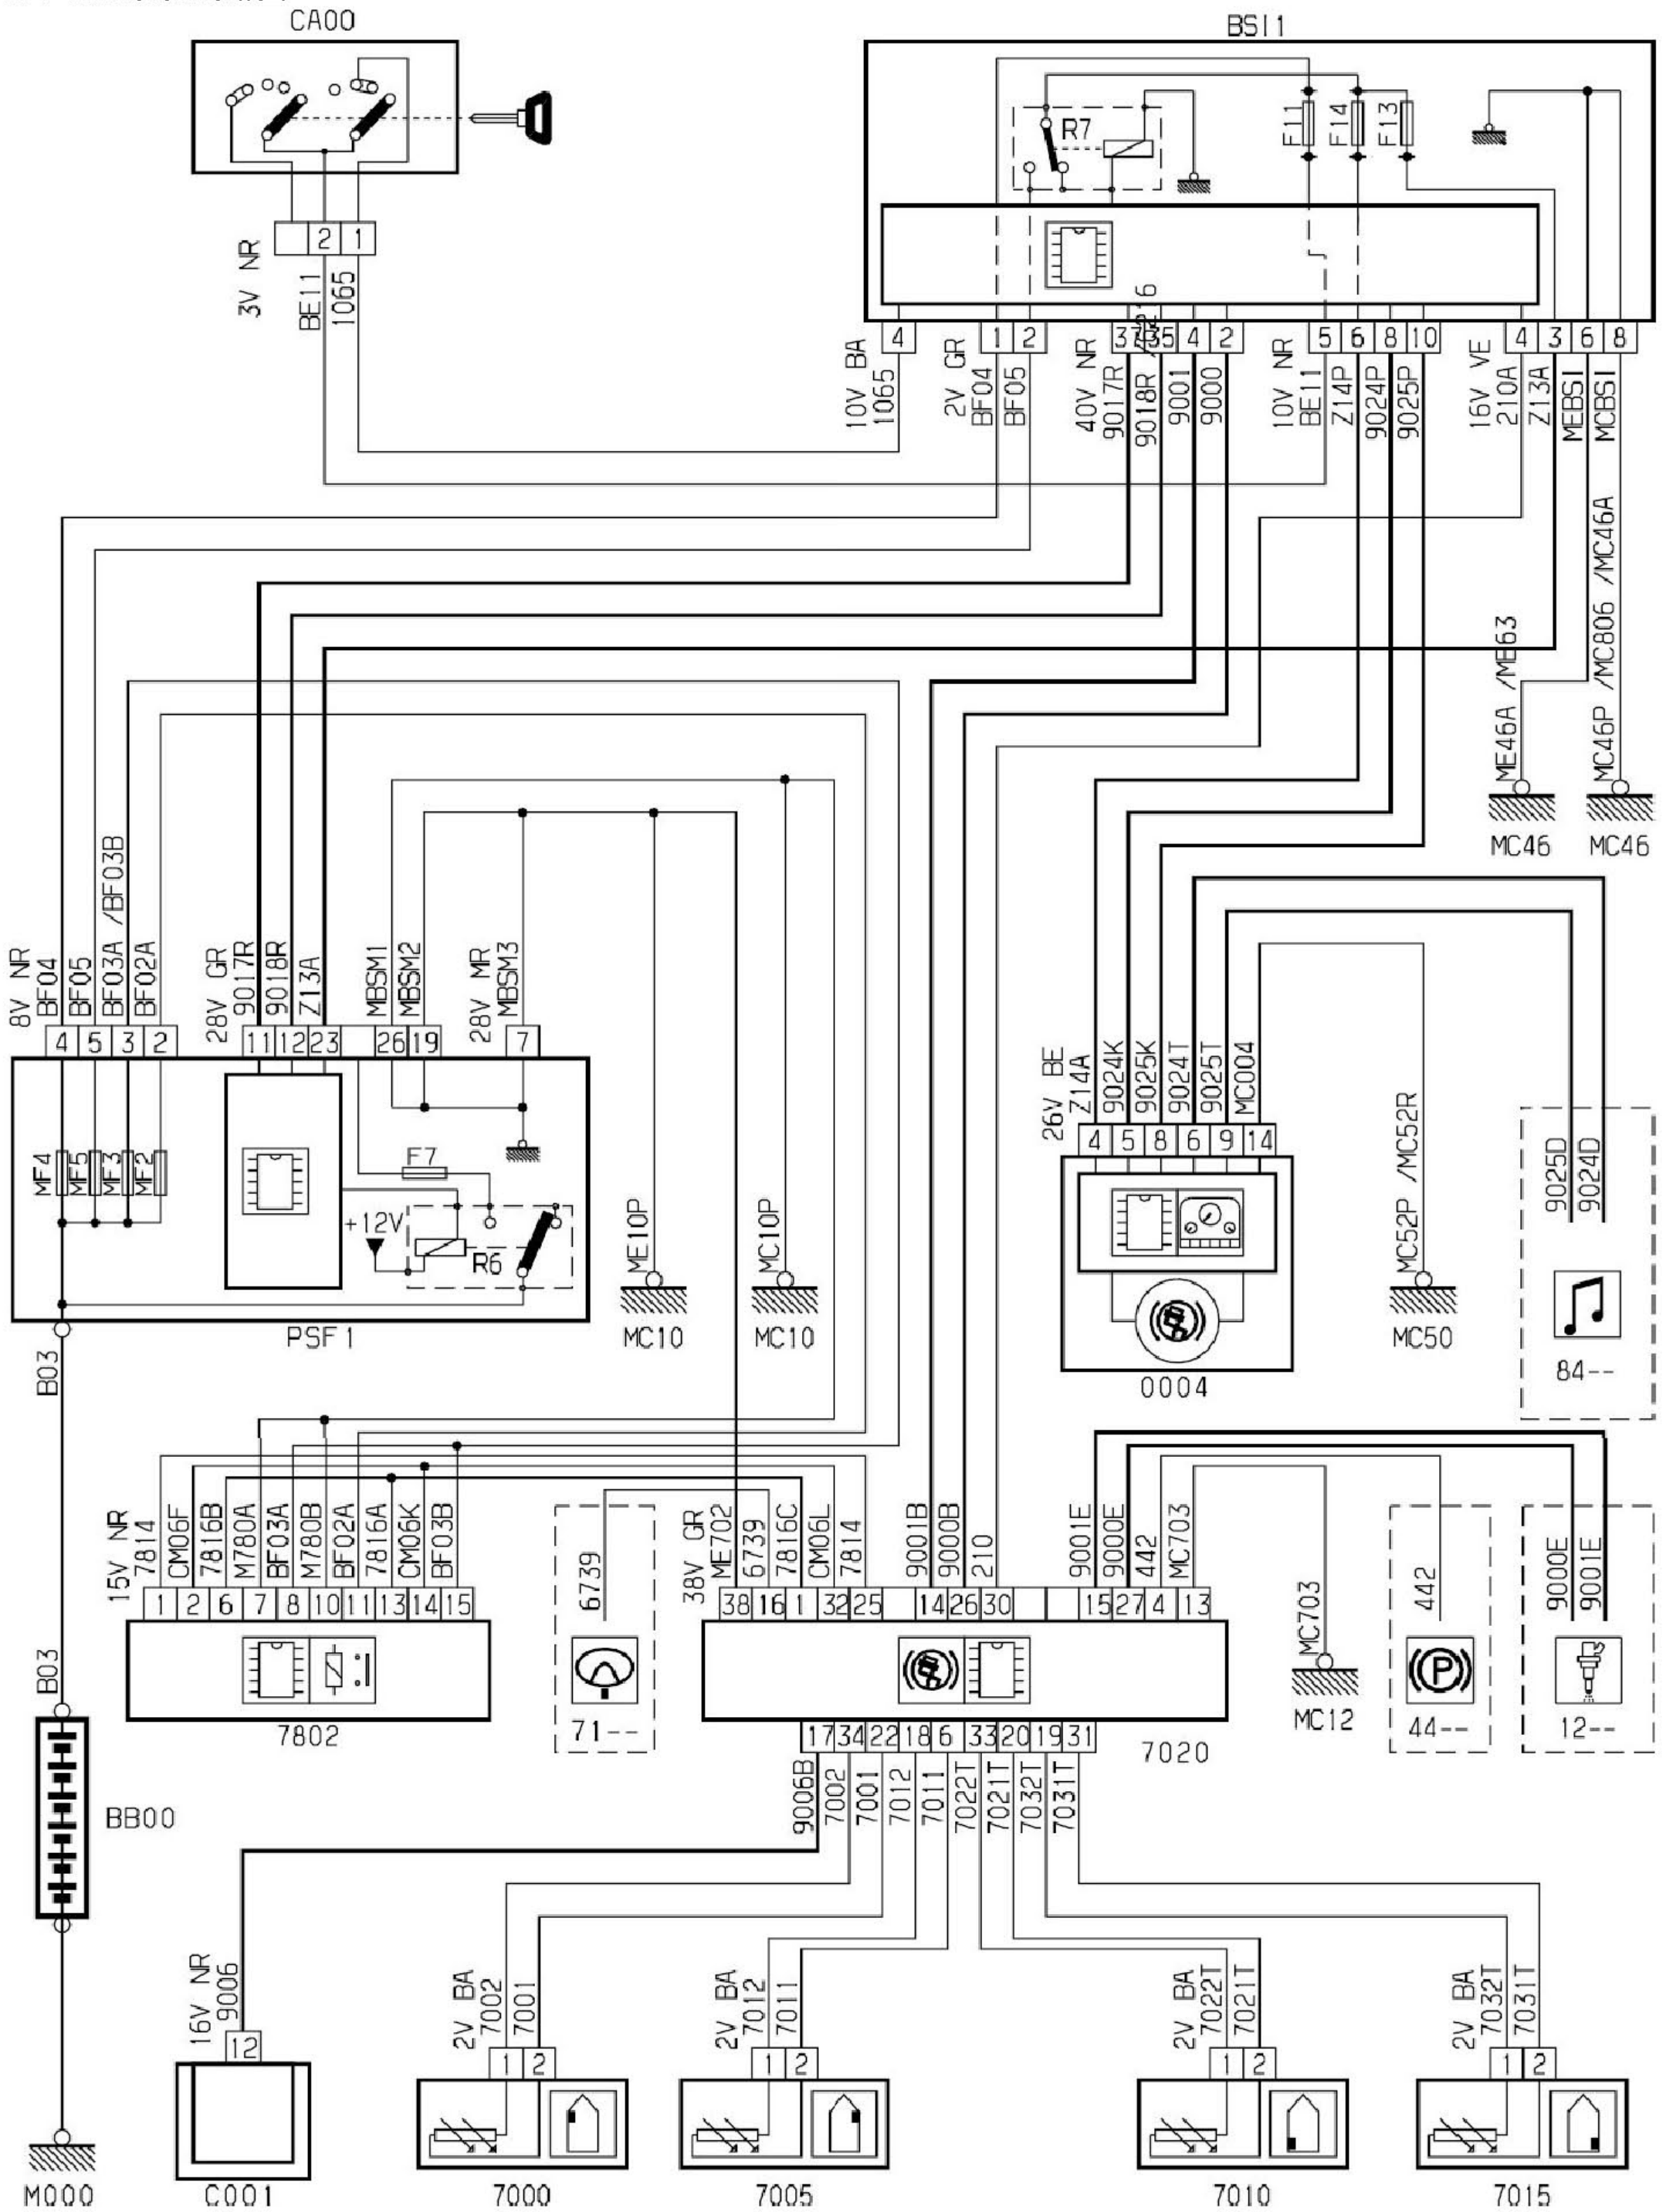 CA00
BSI1
R7
F11
F14
F13
2 1
3V NR
BE11
1065
4
1 2
37 35 4 2
5 6 8 10
4 3 6 8
10V BA
1065
2V GR
BF04
BF05
40V NR
9017R
9018R
9001
9000
10V NR
BE11
Z14P
9024P
9025P
16V VE
210A
Z13A
MEBSI
MCBSI
ME46A /ME63
MC46P /MC806 /MC46A
MC46
MC46
8V NR
BF04
BF05
BF03A /BF03B
BF02A
28V GR
9017R
9018R
Z13A
MBSM1
MBSM2
28V MR
MBSM3
4 5 3 2
11 12 23
26 19
7
MF4
MF5
MF3
MF2
F7
+12V
R6
PSF1
ME10P
MC10
MC10P
MC10
26V BE
Z14A
9024K
9025K
9024T
9025T
MC004
4 5 8 6 9 14
0004
MC52P /MC52R
MC50
9025D
9024D
84--
B03
B03
15V NR
7814
CM06F
7816B
M780A
BF03A
M780B
BF02A
7816A
CM06K
BF03B
1 2 6 7 8 10 11 13 14 15
7802
6739
71--
38V GR
ME702
6739
7816C
CM06L
7814
9001B
9000B
210
9001E
9000E
442
MC703
38 16 1 32 25
14 26 30
15 27 4 13
7020
MC703
MC12
442
44--
9000E
9001E
12--
17 34 22 18 6 33 20 19 31
9006B
7002
7001
7012
7011
7022T
7021T
7032T
7031T
BB00
M000
16V NR
9006
12
C001
2V BA
7002
7001
1 2
7000
2V BA
7012
7011
1 2
7005
2V BA
7022T
7021T
1 2
7010
2V BA
7032T
7031T
1 2
7015